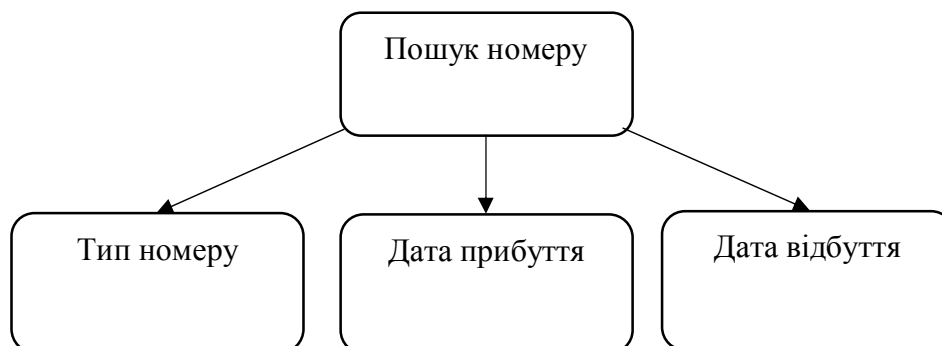 Пошук номеру
Тип номеру
Дата прибуття
Дата відбуття